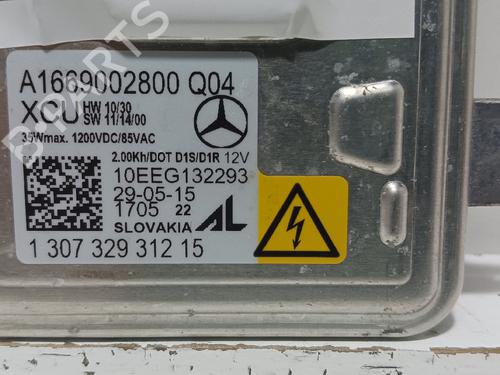 A1669002800 Q04
XCU HW 10/30
SW 11/14/00
35Wmax. 1200VDC/85VAC
2.00Kh/DOT D1S/D1R 12V
10EEG132293
29-05-15
1705 22
SLOVAKIA AL
1 307 329 312 15